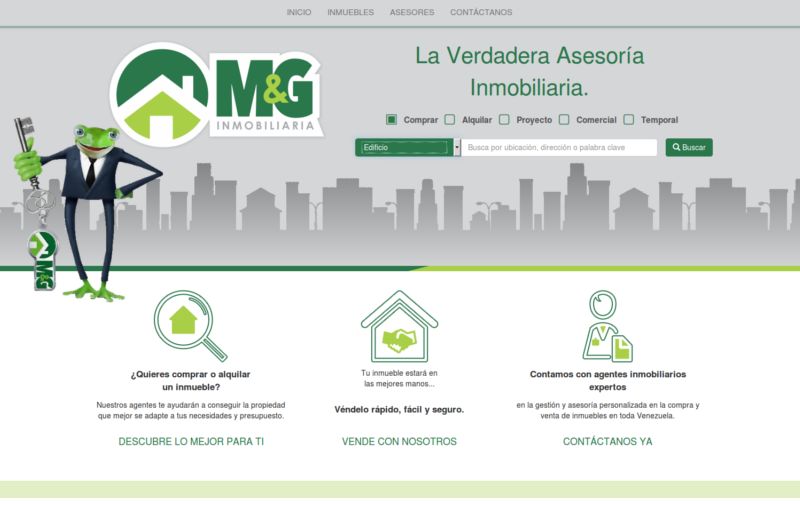 INICIO INMUEBLES ASESORES CONTÁCTANOS
M&G
INMOBILIARIA
La Verdadera Asesoría
Inmobiliaria.
Comprar Alquilar Proyecto Comercial Temporal
Edificio Busca por ubicación, dirección o palabra clave Buscar
M&G
¿Quieres comprar o alquilar
un inmueble?
Nuestros agentes te ayudarán a conseguir la propiedad
que mejor se adapte a tus necesidades y presupuesto.
DESCUBRE LO MEJOR PARA TI
Tu inmueble estará en
las mejores manos...
Véndelo rápido, fácil y seguro.
VENDE CON NOSOTROS
Contamos con agentes inmobiliarios
expertos
en la gestión y asesoría personalizada en la compra y
venta de inmuebles en toda Venezuela.
CONTÁCTANOS YA